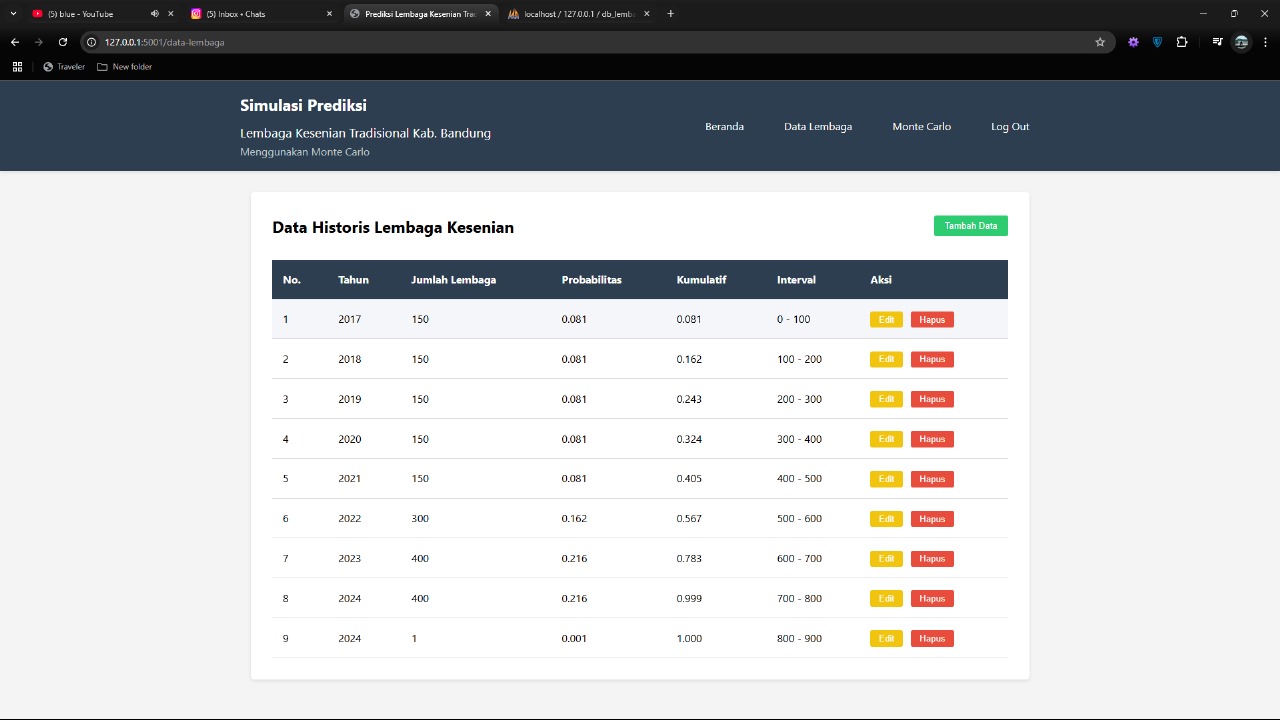 (5) blue - YouTube
(5) Inbox • Chats
Prediksi Lembaga Kesenian Tra
localhost / 127.0.0.1 / db_lemb
127.0.0.1:5001/data-lembaga
Traveler
New folder
Simulasi Prediksi
Lembaga Kesenian Tradisional Kab. Bandung
Menggunakan Monte Carlo
Beranda Data Lembaga Monte Carlo Log Out
Data Historis Lembaga Kesenian
Tambah Data
No. Tahun Jumlah Lembaga Probabilitas Kumulatif Interval Aksi
1 2017 150 0.081 0.081 0 - 100 Edit Hapus
2 2018 150 0.081 0.162 100 - 200 Edit Hapus
3 2019 150 0.081 0.243 200 - 300 Edit Hapus
4 2020 150 0.081 0.324 300 - 400 Edit Hapus
5 2021 150 0.081 0.405 400 - 500 Edit Hapus
6 2022 300 0.162 0.567 500 - 600 Edit Hapus
7 2023 400 0.216 0.783 600 - 700 Edit Hapus
8 2024 400 0.216 0.999 700 - 800 Edit Hapus
9 2024 1 0.001 1.000 800 - 900 Edit Hapus